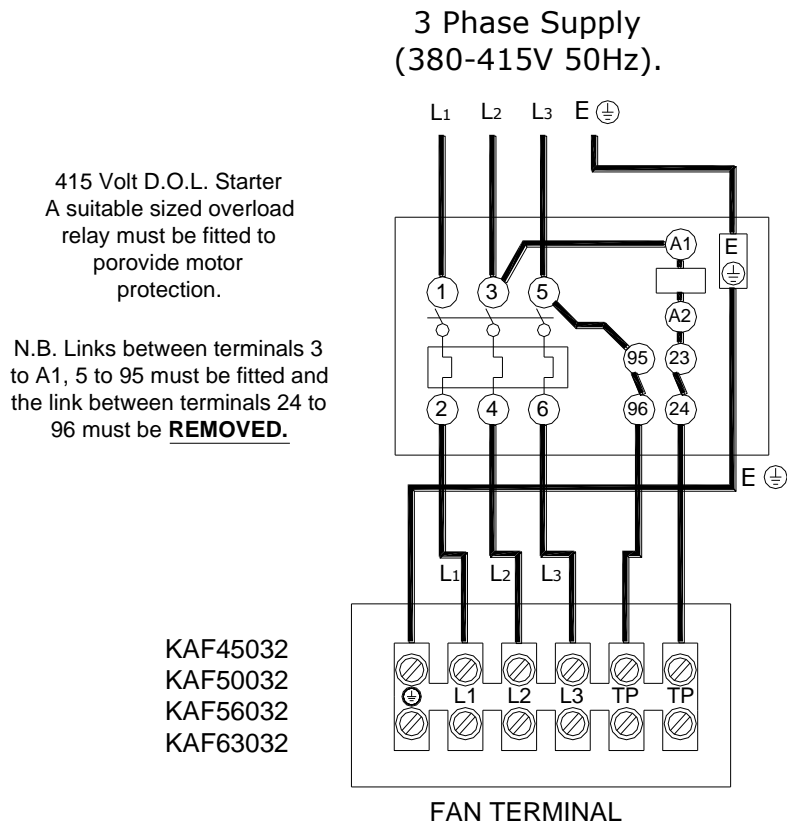 3 Phase Supply
(380-415V 50Hz).
L1 L2 L3 E
415 Volt D.O.L. Starter
A suitable sized overload
relay must be fitted to
porovide motor
protection.
N.B. Links between terminals 3
to A1, 5 to 95 must be fitted and
the link between terminals 24 to
96 must be REMOVED.
A1 E
1 3 5
A2
95 23
2 4 6 96 24
E
L1 L2 L3
KAF45032
KAF50032
KAF56032
KAF63032
L1 L2 L3 TP TP
FAN TERMINAL